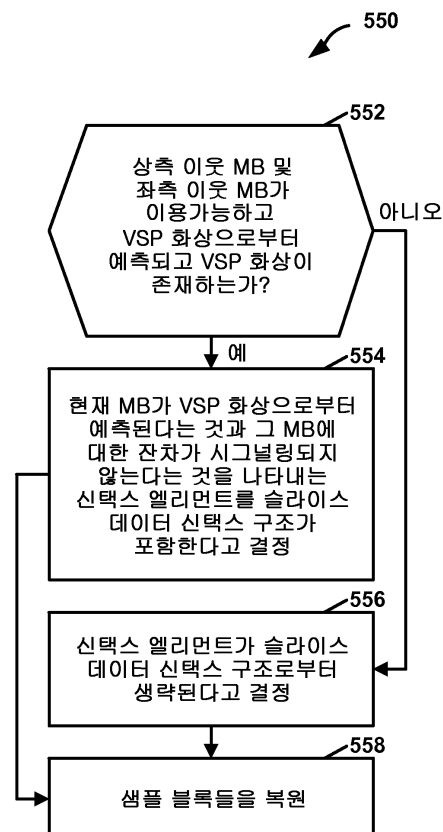 550
552
상측 이웃 MB 및
좌측 이웃 MB가
이용가능하고
VSP 화상으로부터
예측되고 VSP 화상이
존재하는가?
아니오
예
554
현재 MB가 VSP 화상으로부터
예측된다는 것과 그 MB에
대한 잔차가 시그널링되지
않는다는 것을 나타내는
신택스 엘리먼트를 슬라이스
데이터 신택스 구조가
포함한다고 결정
556
신택스 엘리먼트가 슬라이스
데이터 신택스 구조로부터
생략된다고 결정
558
샘플 블록들을 복원